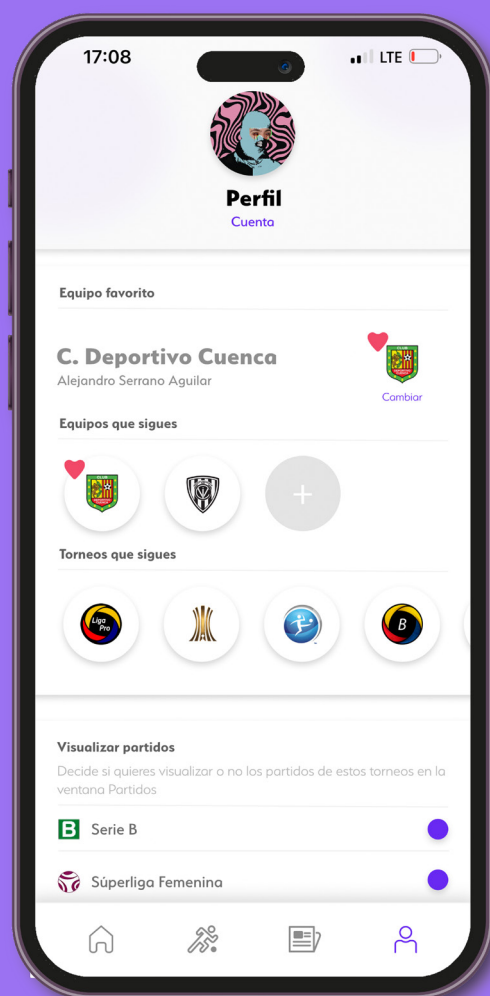 17:08
LTE
Perfil
Cuenta
Equipo favorito
C. Deportivo Cuenca
Alejandro Serrano Aguilar
Cambiar
Equipos que sigues
+
Torneos que sigues
Liga
Pro
B
Visualizar partidos
Decide si quieres visualizar o no los partidos de estos torneos en la
ventana Partidos
B Serie B
Súperliga Femenina